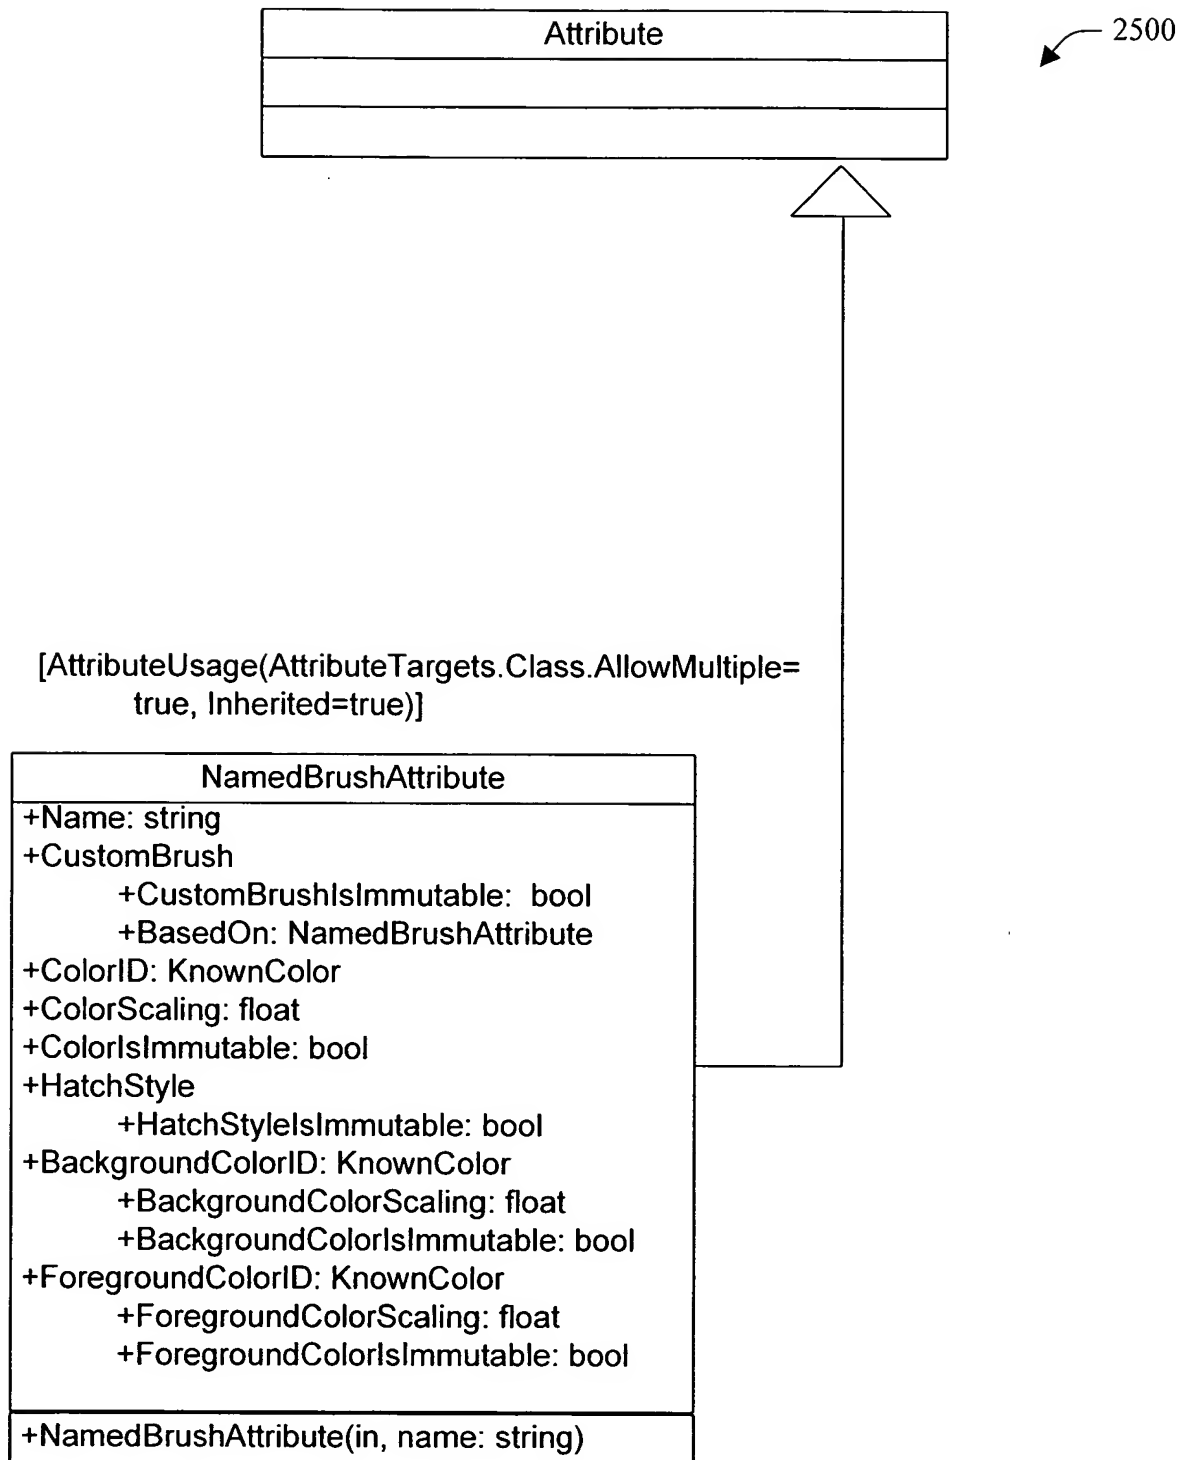 Attribute
2500
[AttributeUsage(AttributeTargets.Class.AllowMultiple=
true, Inherited=true)]
NamedBrushAttribute
+Name: string
+CustomBrush
+CustomBrushIsImmutable: bool
+BasedOn: NamedBrushAttribute
+ColorID: KnownColor
+ColorScaling: float
+ColorIsImmutable: bool
+HatchStyle
+HatchStyleIsImmutable: bool
+BackgroundColorID: KnownColor
+BackgroundColorScaling: float
+BackgroundColorIsImmutable: bool
+ForegroundColorID: KnownColor
+ForegroundColorScaling: float
+ForegroundColorIsImmutable: bool
+NamedBrushAttribute(in, name: string)